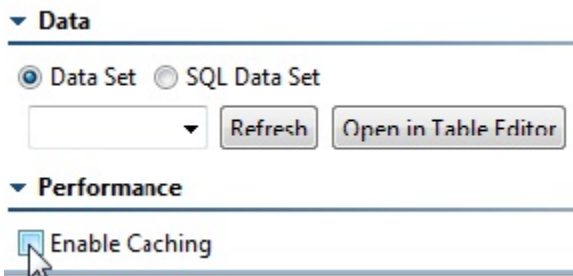 Data
Data Set SQL Data Set
Refresh Open in Table Editor
Performance
Enable Caching